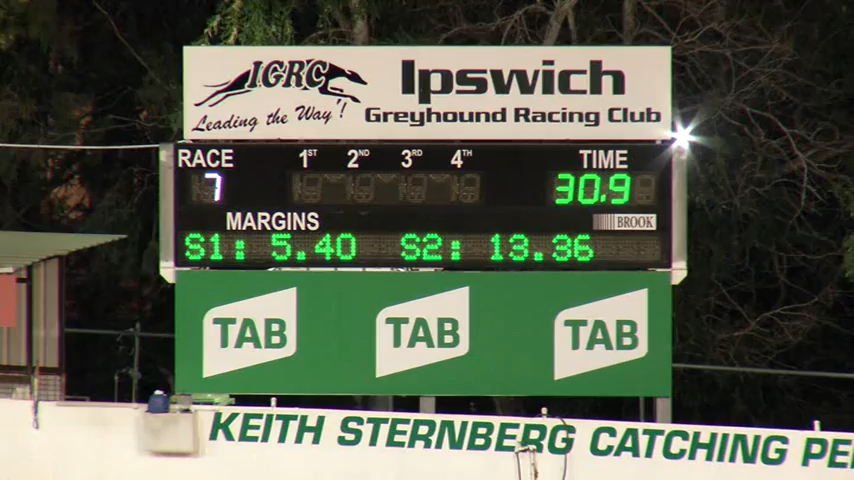 IGRC
Leading the Way!
Ipswich
Greyhound Racing Club
RACE 1ST 2ND 3RD 4TH TIME
7 30.9
MARGINS BROOK
S1: 5.40 S2: 13.36
TAB TAB TAB
KEITH STERNBERG CATCHING PE